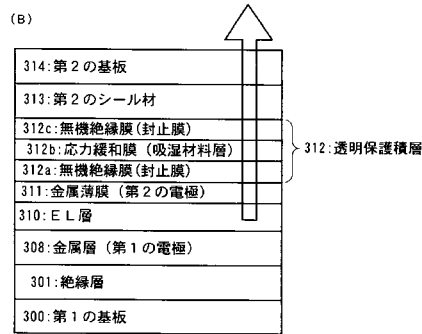 (B)
314:第2の基板
313:第2のシール材
312c:無機絶縁膜(封止膜)
312b:応力緩和膜(吸湿材料層)
312a:無機絶縁膜(封止膜)
312:透明保護積層
311:金属薄膜(第2の電極)
310:EL層
308:金属層(第1の電極)
301:絶縁層
300:第1の基板